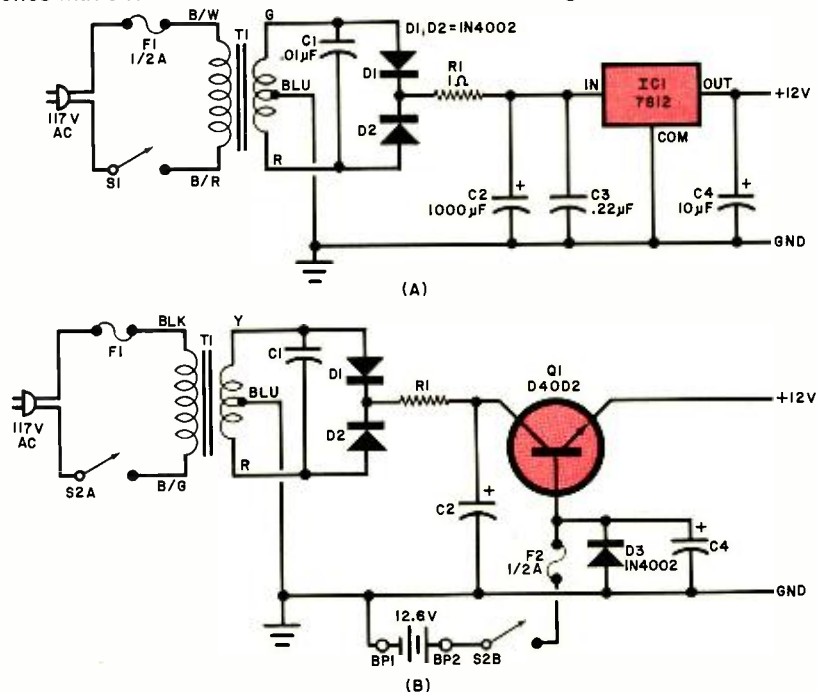 B/W
F1
1/2A
T1
G
C1
.01µF
D1,D2=IN4002
D1
BLU
D2
R1
1Ω
IN
IC1
7812
OUT
COM
+12V
117V
AC
S1
B/R
R
C2
1000µF
+
C3
.22µF
C4
10µF
+
GND
(A)
BLK
F1
T1
Y
C1
D1
BLU
D2
R1
Q1
D40D2
+12V
117V
AC
S2A
B/G
R
C2
+
F2
1/2A
D3
IN4002
+
C4
GND
12.6V
BP1
BP2
S2B
(B)